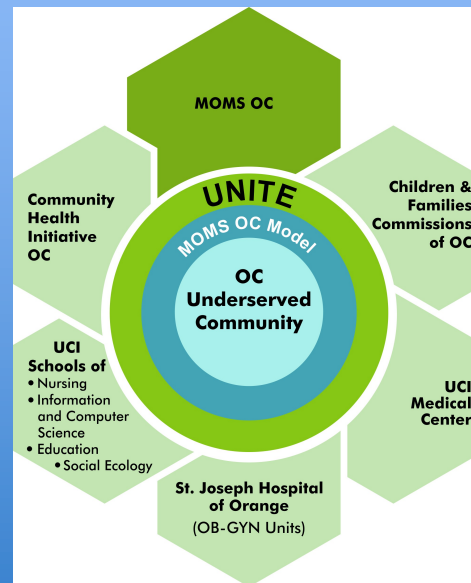 MOMS OC
Community
Health
Initiative
OC
Children &
Families
Commissions
of OC
UNITE
MOMS OC Model
OC
Underserved
Community
UCI
Schools of
• Nursing
• Information
and Computer
Science
• Education
• Social Ecology
UCI
Medical
Center
St. Joseph Hospital
of Orange
(OB-GYN Units)